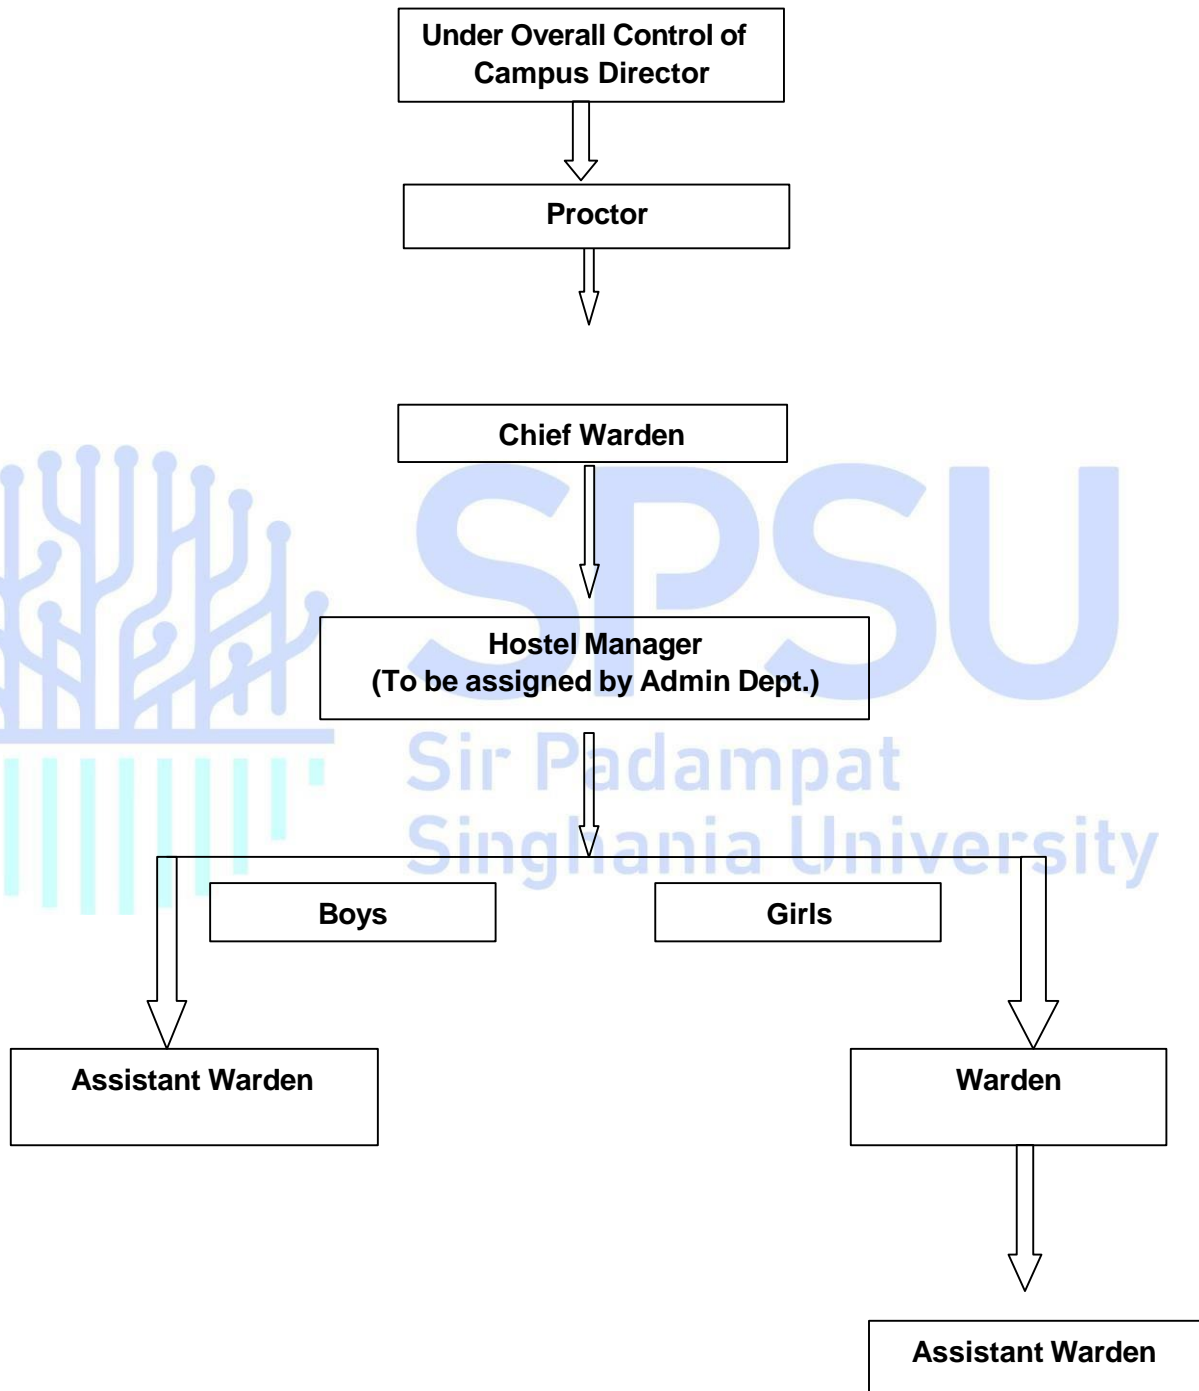 Under Overall Control of
Campus Director
Proctor
Chief Warden
SPSU
Hostel Manager
(To be assigned by Admin Dept.)
Sir Padampat
Singhania University
Boys
Girls
Assistant Warden
Warden
Assistant Warden